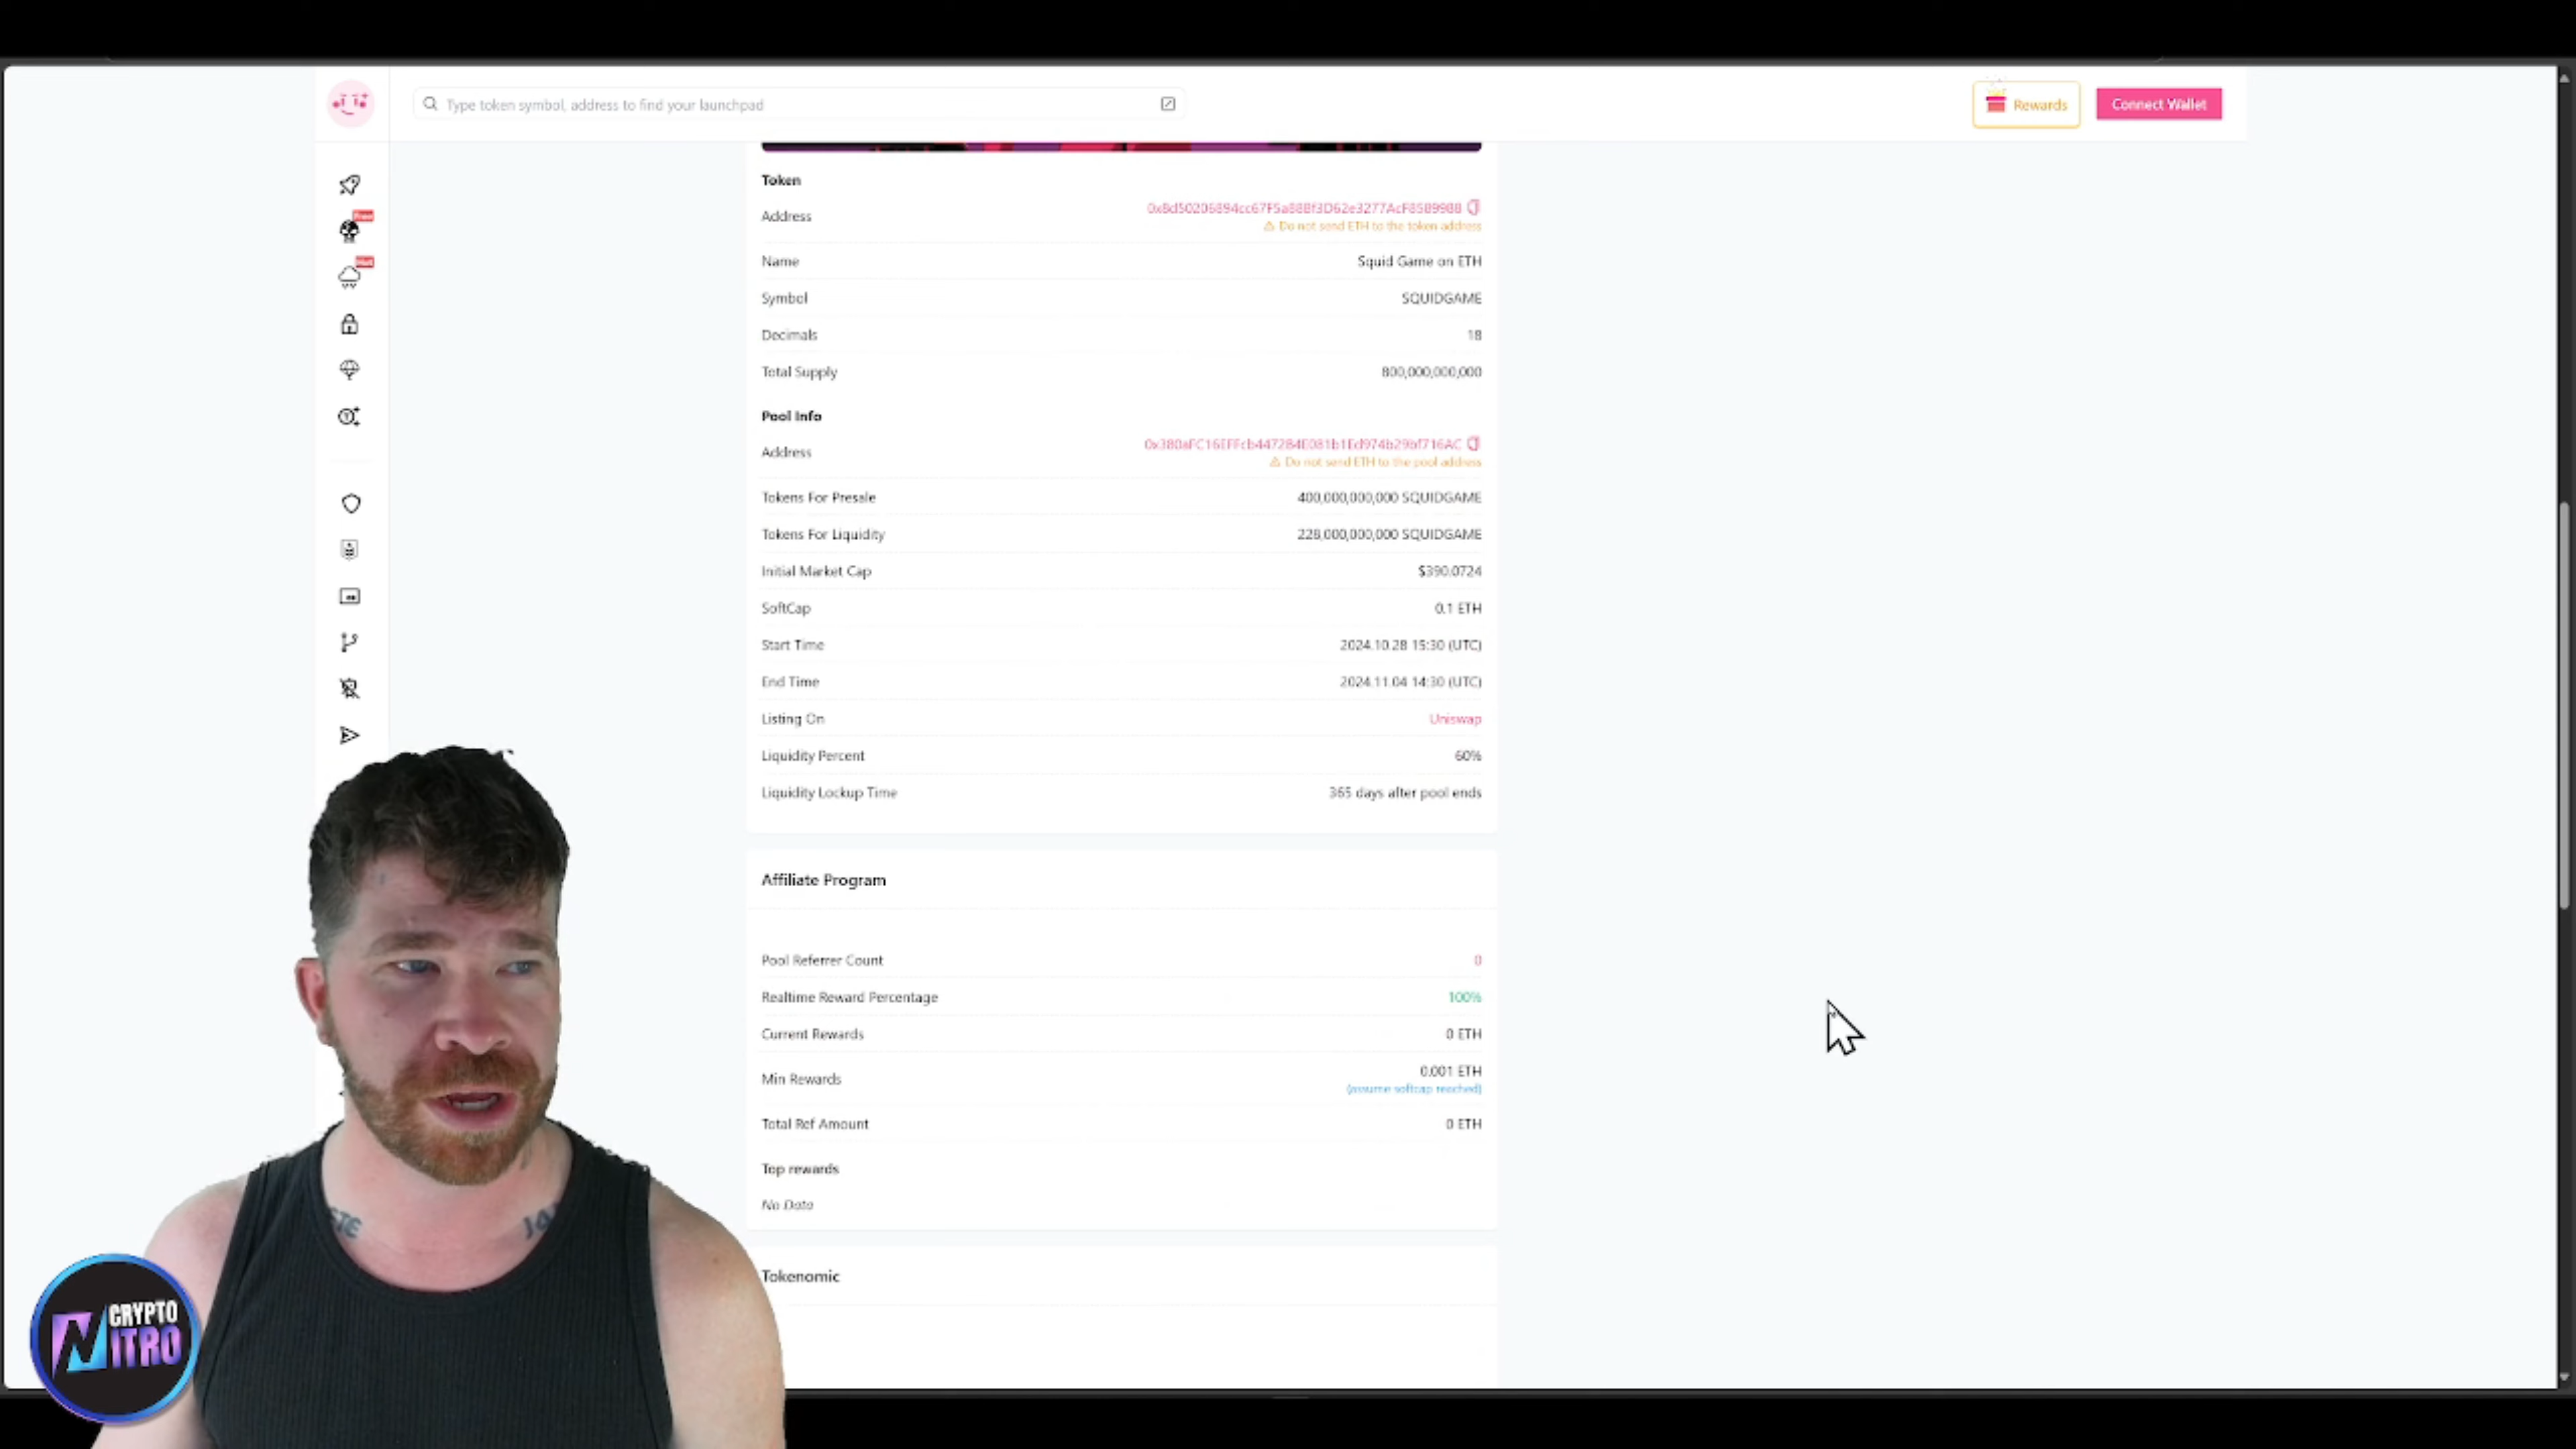 Type token symbol, address to find your launchpad
Rewards
Connect Wallet
Token
Address
⚠ Do not send ETH to the token address
Name Squid Game on ETH
Symbol SQUIDGAME
Decimals 18
Total Supply 800,000,000,000
Pool Info
Address
⚠ Do not send ETH to the pool address
Tokens For Presale 400,000,000,000 SQUIDGAME
Tokens For Liquidity 228,000,000,000 SQUIDGAME
Initial Market Cap $390.0724
SoftCap 0.1 ETH
Start Time 2024.10.28 15:30 (UTC)
End Time 2024.11.04 14:30 (UTC)
Listing On Uniswap
Liquidity Percent 60%
Liquidity Lockup Time 365 days after pool ends
Affiliate Program
Pool Referrer Count 0
Realtime Reward Percentage 100%
Current Rewards 0 ETH
Min Rewards 0.001 ETH
(assume softcap reached)
Total Ref Amount 0 ETH
Top rewards
No Data
Tokenomic
CRYPTO
NITRO